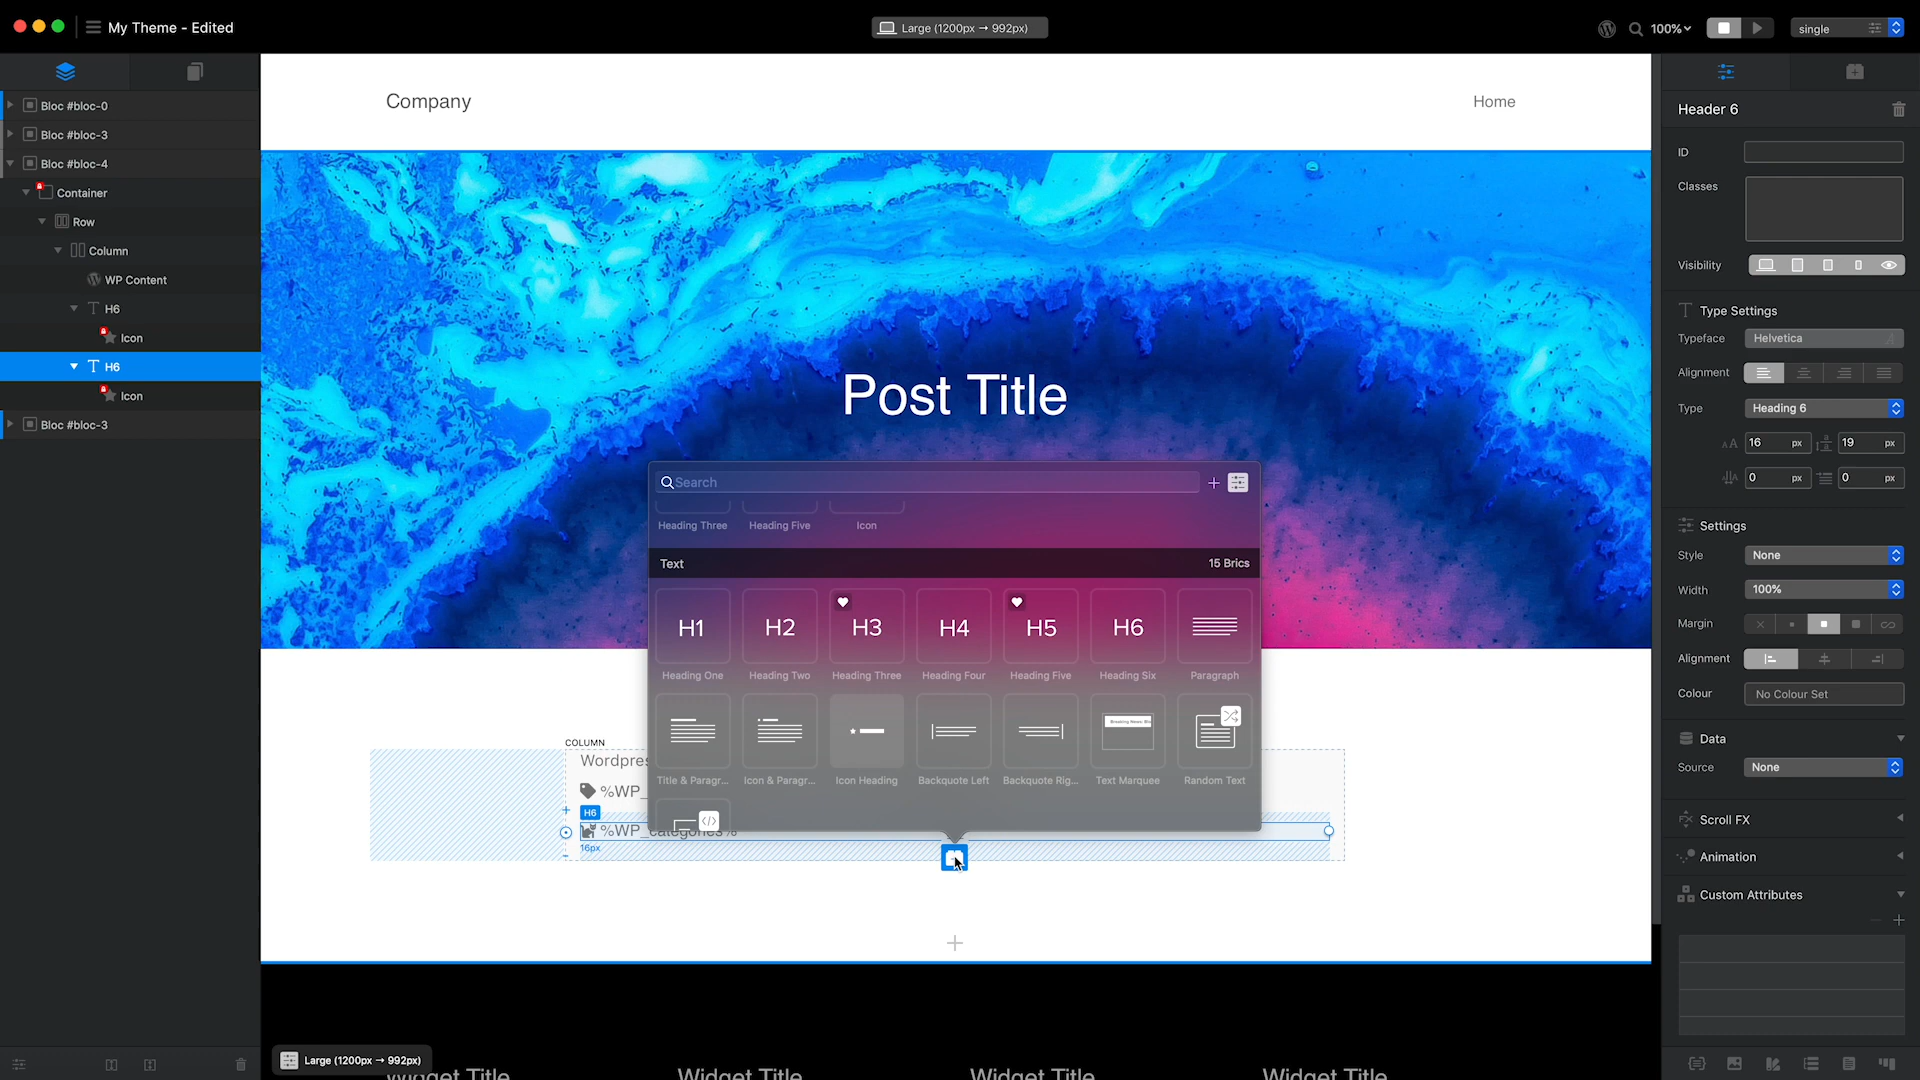 My Theme - Edited
Large (1200px → 992px)
100%
single
Bloc #bloc-0
Bloc #bloc-3
Bloc #bloc-4
Container
Row
Column
WP Content
H6
Icon
H6
Icon
Bloc #bloc-3
Company
Home
Post Title
Search
Heading Three
Heading Five
Icon
Text
15 Brics
H1
H2
H3
H4
H5
H6
Heading One
Heading Two
Heading Three
Heading Four
Heading Five
Heading Six
Paragraph
Title & Paragr...
Icon & Paragr...
Icon Heading
Backquote Left
Backquote Rig...
Text Marquee
Random Text
COLUMN
Wordpres
%WP_
H6
%WP_categories%
16px
Large (1200px → 992px)
Widget Title
Widget Title
Widget Title
Widget Title
Header 6
ID
Classes
Visibility
Type Settings
Typeface
Helvetica
Alignment
Type
Heading 6
16 px
19 px
0 px
0 px
Settings
Style
None
Width
100%
Margin
Alignment
Colour
No Colour Set
Data
Source
None
Scroll FX
Animation
Custom Attributes